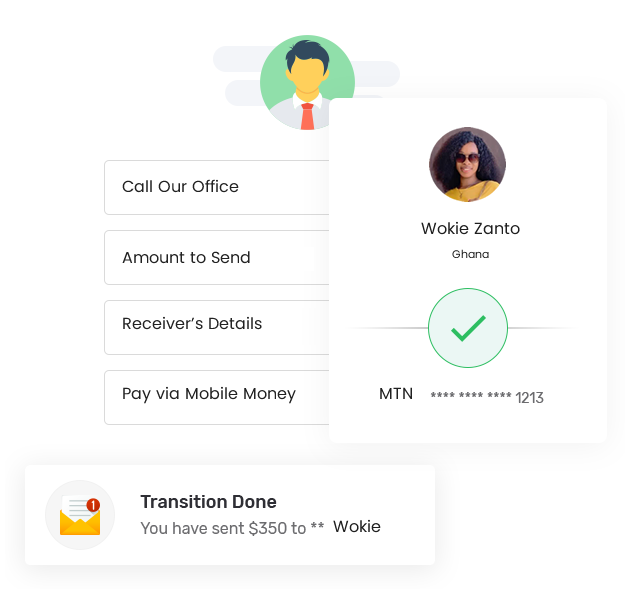 Call Our Office
Amount to Send
Receiver’s Details
Pay via Mobile Money
Wokie Zanto
Ghana
MTN **** **** **** 1213
1
Transition Done
You have sent $350 to ** Wokie